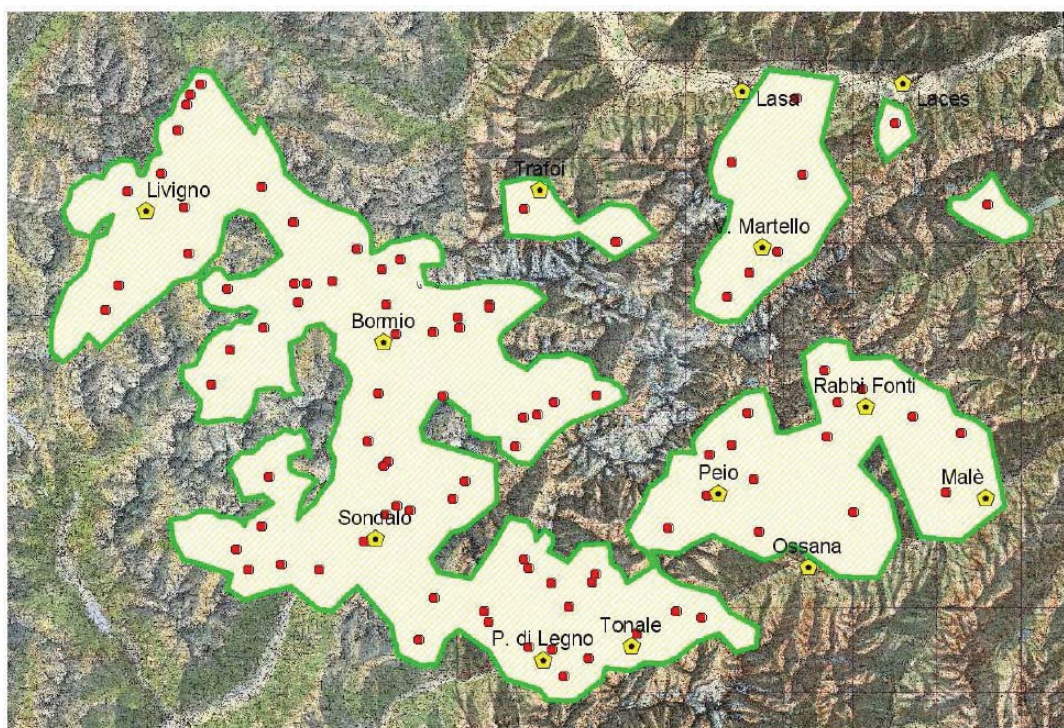 Lasa
Laces
Trafoi
Livigno
V. Martello
Bormio
Rabbi Fonti
Peio
Malè
Sondalo
Ossana
Tonale
P. di Legno